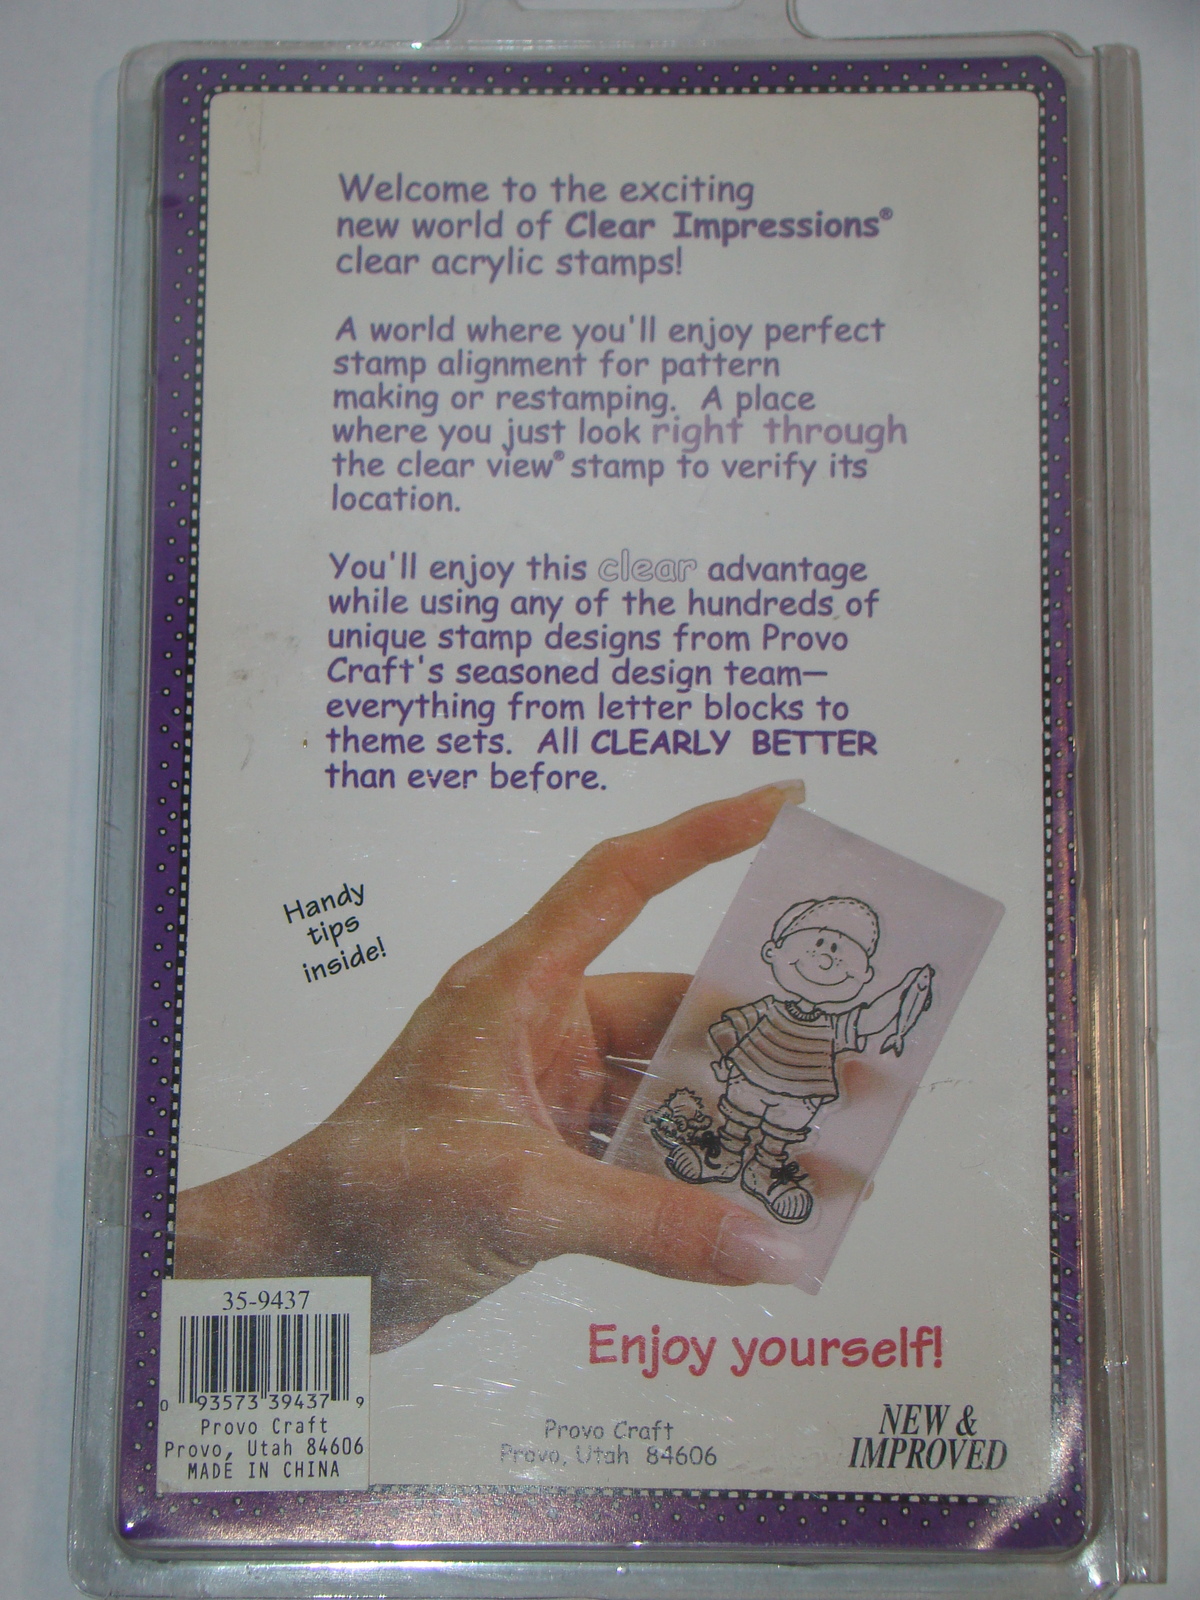 Welcome to the exciting
new world of Clear Impressions®
clear acrylic stamps!
A world where you'll enjoy perfect
stamp alignment for pattern
making or restamping. A place
where you just look right through
the clear view® stamp to verify its
location.
You'll enjoy this clear advantage
while using any of the hundreds of
unique stamp designs from Provo
Craft's seasoned design team—
everything from letter blocks to
theme sets. All CLEARLY BETTER
than ever before.
Handy
tips
inside!
35-9437
0 93573 39437 9
Provo Craft
Provo, Utah 84606
MADE IN CHINA
Enjoy yourself!
Provo Craft
Provo, Utah 84606
NEW &
IMPROVED